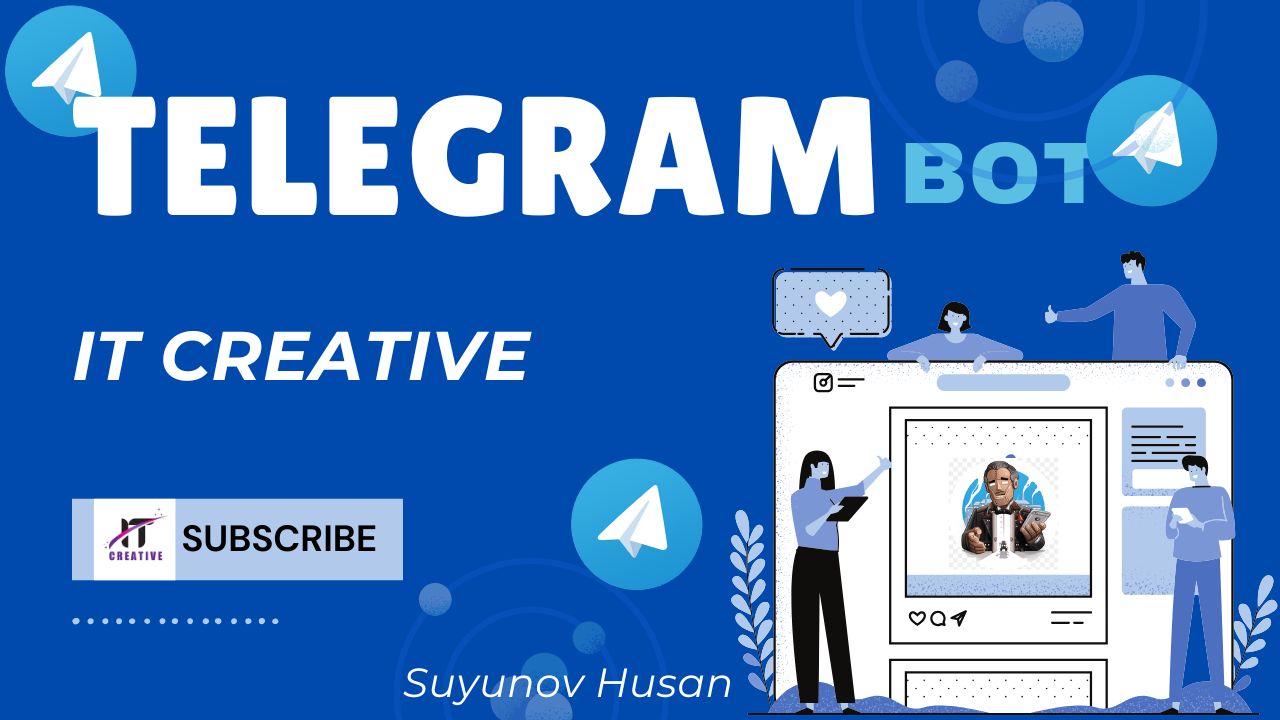 TELEGRAM BOT
IT CREATIVE
IT
CREATIVE
SUBSCRIBE
Suyunov Husan